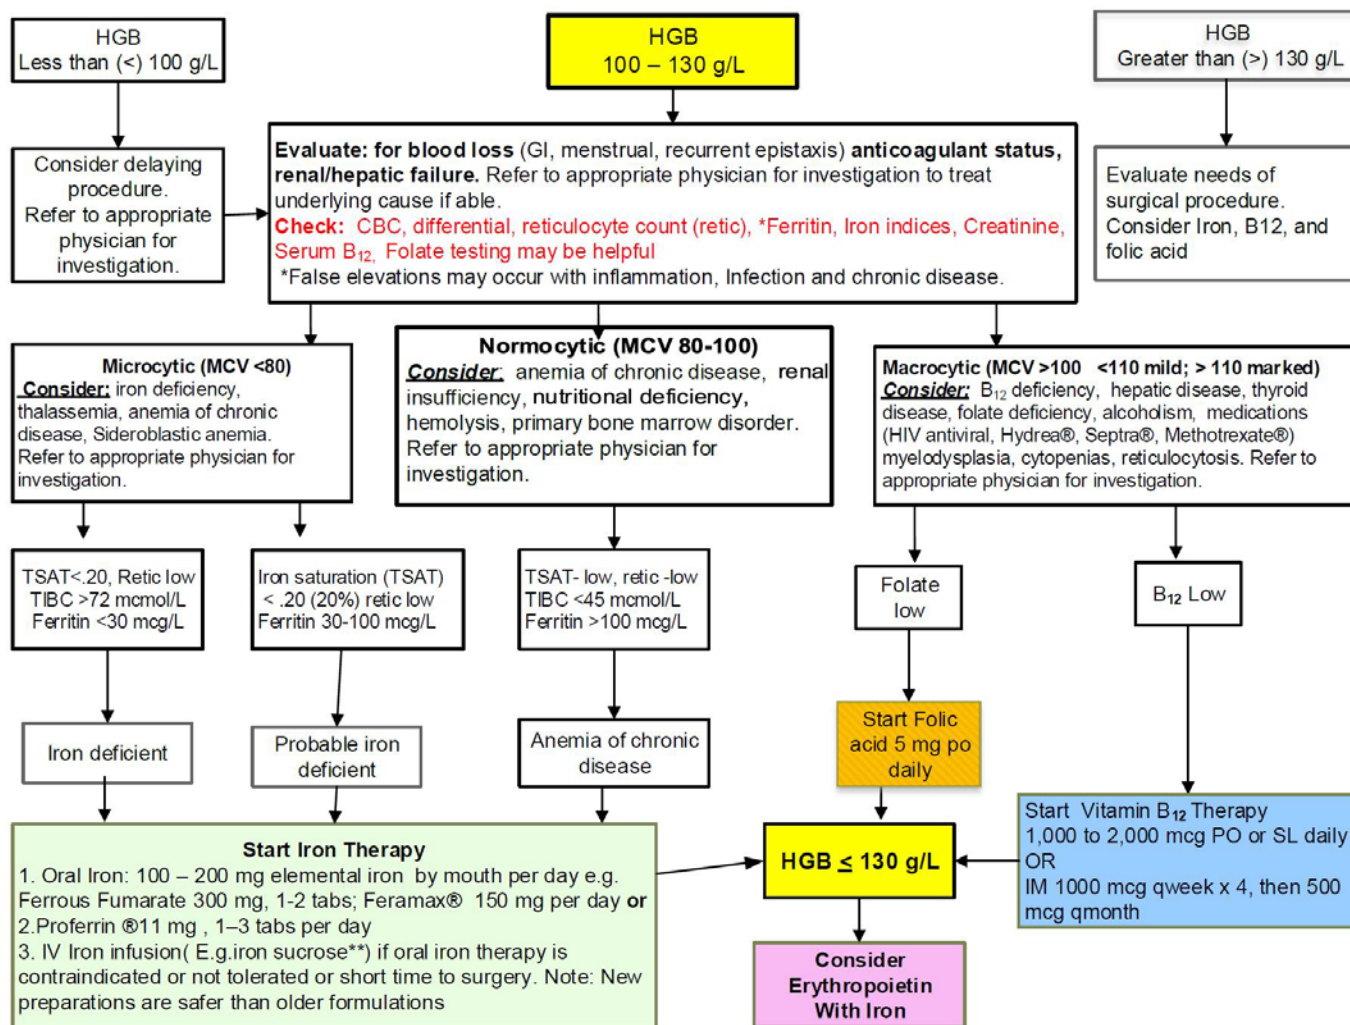 HGB
Less than (<) 100 g/L
HGB
100 – 130 g/L
HGB
Greater than (>) 130 g/L
Consider delaying
procedure.
Refer to appropriate
physician for
investigation.
Evaluate: for blood loss (GI, menstrual, recurrent epistaxis) anticoagulant status,
renal/hepatic failure. Refer to appropriate physician for investigation to treat
underlying cause if able.
Check: CBC, differential, reticulocyte count (retic), *Ferritin, Iron indices, Creatinine,
Serum B12, Folate testing may be helpful
*False elevations may occur with inflammation, Infection and chronic disease.
Evaluate needs of
surgical procedure.
Consider Iron, B12, and
folic acid
Microcytic (MCV <80)
Consider: iron deficiency,
thalassemia, anemia of chronic
disease, Sideroblastic anemia.
Refer to appropriate physician for
investigation.
Normocytic (MCV 80-100)
Consider: anemia of chronic disease, renal
insufficiency, nutritional deficiency,
hemolysis, primary bone marrow disorder.
Refer to appropriate physician for
investigation.
Macrocytic (MCV >100 <110 mild; > 110 marked)
Consider: B12 deficiency, hepatic disease, thyroid
disease, folate deficiency, alcoholism, medications
(HIV antiviral, Hydrea®, Septra®, Methotrexate®)
myelodysplasia, cytopenias, reticulocytosis. Refer to
appropriate physician for investigation.
TSAT<.20, Retic low
TIBC >72 mcmol/L
Ferritin <30 mcg/L
Iron saturation (TSAT)
< .20 (20%) retic low
Ferritin 30-100 mcg/L
TSAT- low, retic -low
TIBC <45 mcmol/L
Ferritin >100 mcg/L
Folate
low
B12 Low
Iron deficient
Probable iron
deficient
Anemia of chronic
disease
Start Folic
acid 5 mg po
daily
Start Iron Therapy
1. Oral Iron: 100 – 200 mg elemental iron by mouth per day e.g.
Ferrous Fumarate 300 mg, 1-2 tabs; Feramax® 150 mg per day or
2.Proferrin ®11 mg , 1–3 tabs per day
3. IV Iron infusion( E.g.iron sucrose**) if oral iron therapy is
contraindicated or not tolerated or short time to surgery. Note: New
preparations are safer than older formulations
HGB ≤ 130 g/L
Start Vitamin B12 Therapy
1,000 to 2,000 mcg PO or SL daily
OR
IM 1000 mcg qweek x 4, then 500
mcg qmonth
Consider
Erythropoietin
With Iron